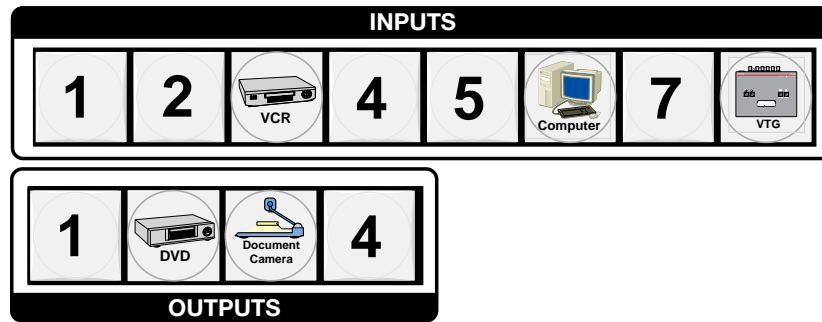 INPUTS
1 2 VCR 4 5 Computer 7 VTG
1 DVD Document Camera 4
OUTPUTS